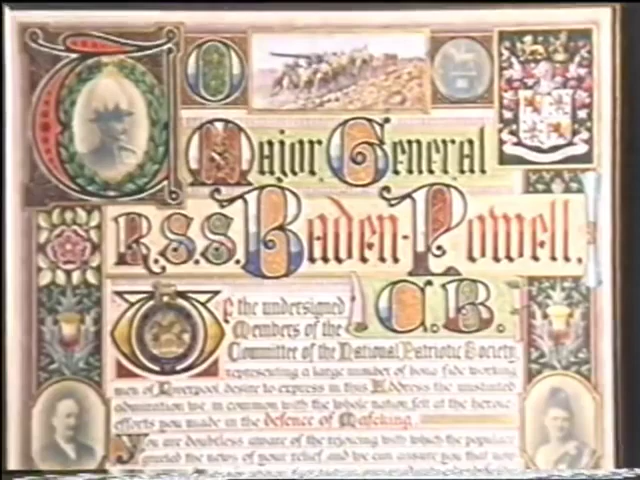 TO
Major General
R.S.S. Baden-Powell.
C.B.
We the undersigned
Members of the
Committee of the National Patriotic Society,
representing a large number of bona fide working
men of Liverpool desire to express in this Address the unstinted
admiration we, in common with the whole nation, felt at the heroic
efforts you made in the defence of Mafeking.
You are doubtless aware of the rejoicing with which the populace
greeted the news of your relief, and we can assure you that